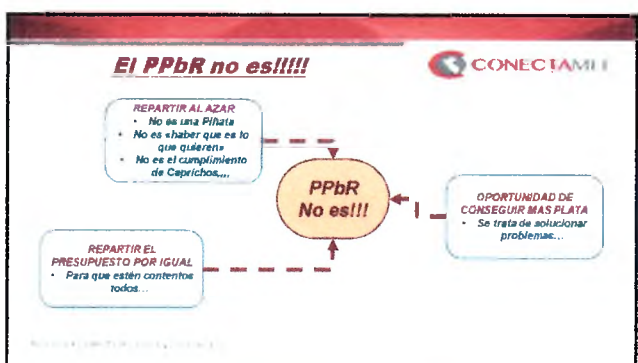 El PPbR no es!!!!!
CONECTAMEF
REPARTIR AL AZAR
• No es una Piñata
• No es «haber que es lo
que quieren»
• No es el cumplimiento
de Caprichos,...
PPbR
No es!!!
OPORTUNIDAD DE
CONSEGUIR MAS PLATA
• Se trata de solucionar
problemas...
REPARTIR EL
PRESUPUESTO POR IGUAL
• Para que estén contentos
todos...